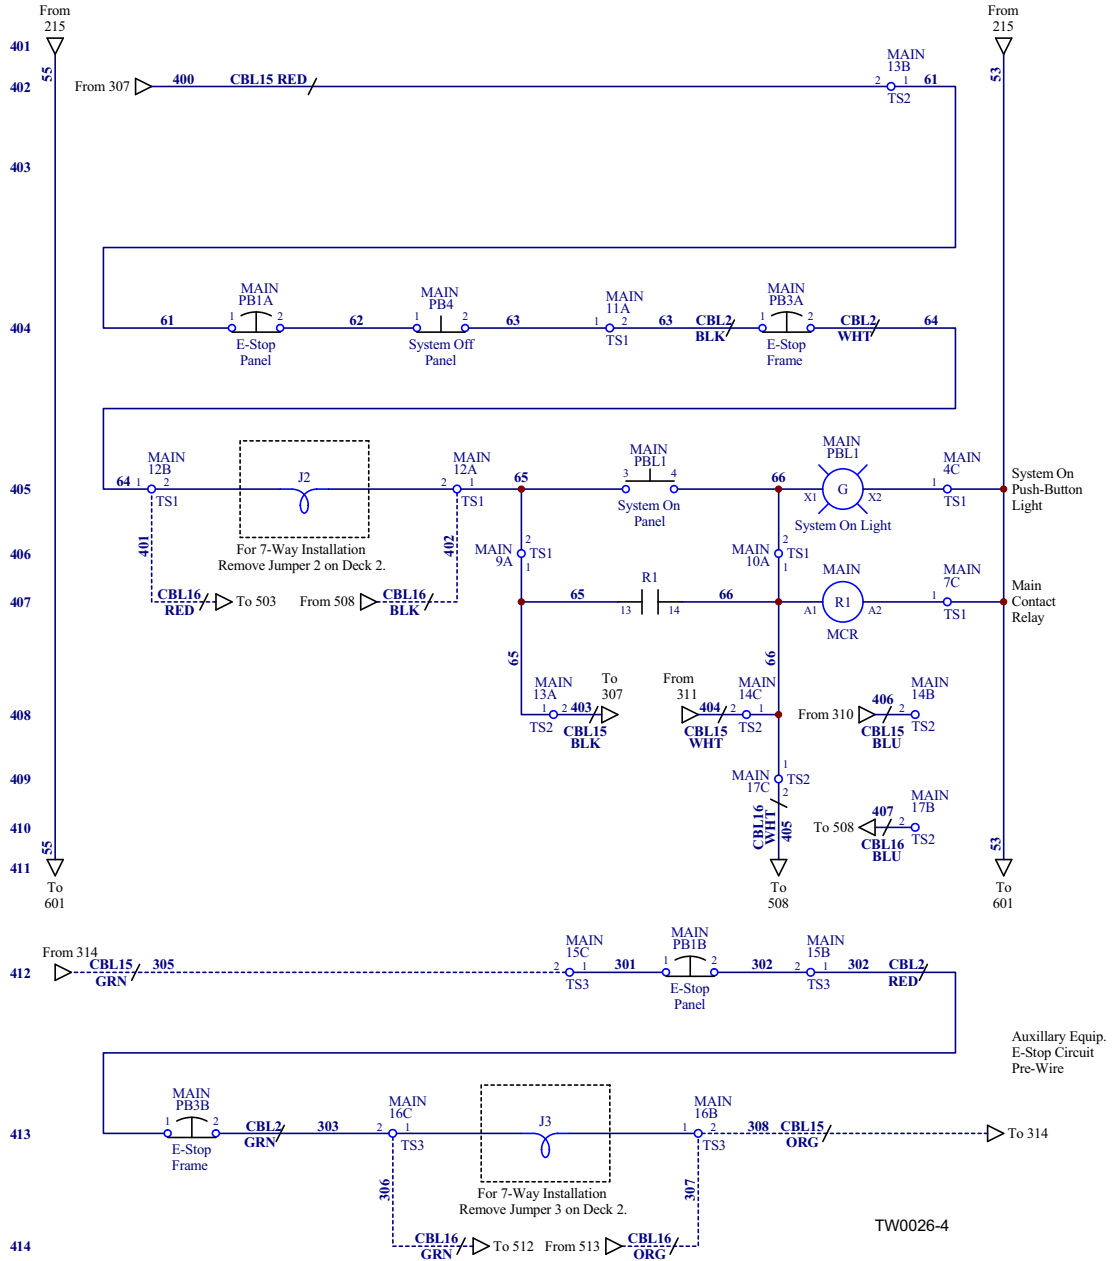 From
215
From
215
401
55
53
MAIN
13B
From 307
400
CBL15 RED
2
1
61
TS2
402
403
MAIN
PB1A
MAIN
PB4
MAIN
11A
MAIN
PB3A
404
61
1
2
62
1
2
63
1
2
63
CBL2
BLK
1
2
CBL2
WHT
64
E-Stop
Panel
System Off
Panel
TS1
E-Stop
Frame
MAIN
12B
J2
MAIN
12A
MAIN
PBL1
MAIN
PBL1
MAIN
4C
405
64
1
2
TS1
2
1
TS1
65
3
4
66
X1
G
X2
1
TS1
System On
Push-Button
Light
System On
Panel
System On Light
For 7-Way Installation
Remove Jumper 2 on Deck 2.
406
401
402
MAIN
9A
2
TS1
1
MAIN
10A
2
TS1
1
407
CBL16
RED
To 503
From 508
CBL16
BLK
65
R1
13
14
66
MAIN
A1
R1
A2
MCR
MAIN
7C
1
TS1
Main
Contact
Relay
65
66
408
MAIN
13A
1
2
TS2
403
CBL15
BLK
To
307
From
311
404
CBL15
WHT
MAIN
14C
2
1
TS2
From 310
406
CBL15
BLU
MAIN
14B
2
TS2
409
MAIN
17C
1
TS2
2
410
CBL16
WHT
405
To 508
407
CBL16
BLU
MAIN
17B
2
TS2
411
55
53
To
601
To
508
To
601
From 314
412
CBL15
GRN
305
MAIN
15C
2
1
TS3
301
MAIN
PB1B
1
2
E-Stop
Panel
302
MAIN
15B
2
1
TS3
302
CBL2
RED
Auxillary Equip.
E-Stop Circuit
Pre-Wire
413
MAIN
PB3B
1
2
E-Stop
Frame
CBL2
GRN
303
MAIN
16C
2
1
TS3
J3
MAIN
16B
1
2
TS3
308
CBL15
ORG
To 314
306
307
For 7-Way Installation
Remove Jumper 3 on Deck 2.
TW0026-4
414
CBL16
GRN
To 512
From 513
CBL16
ORG